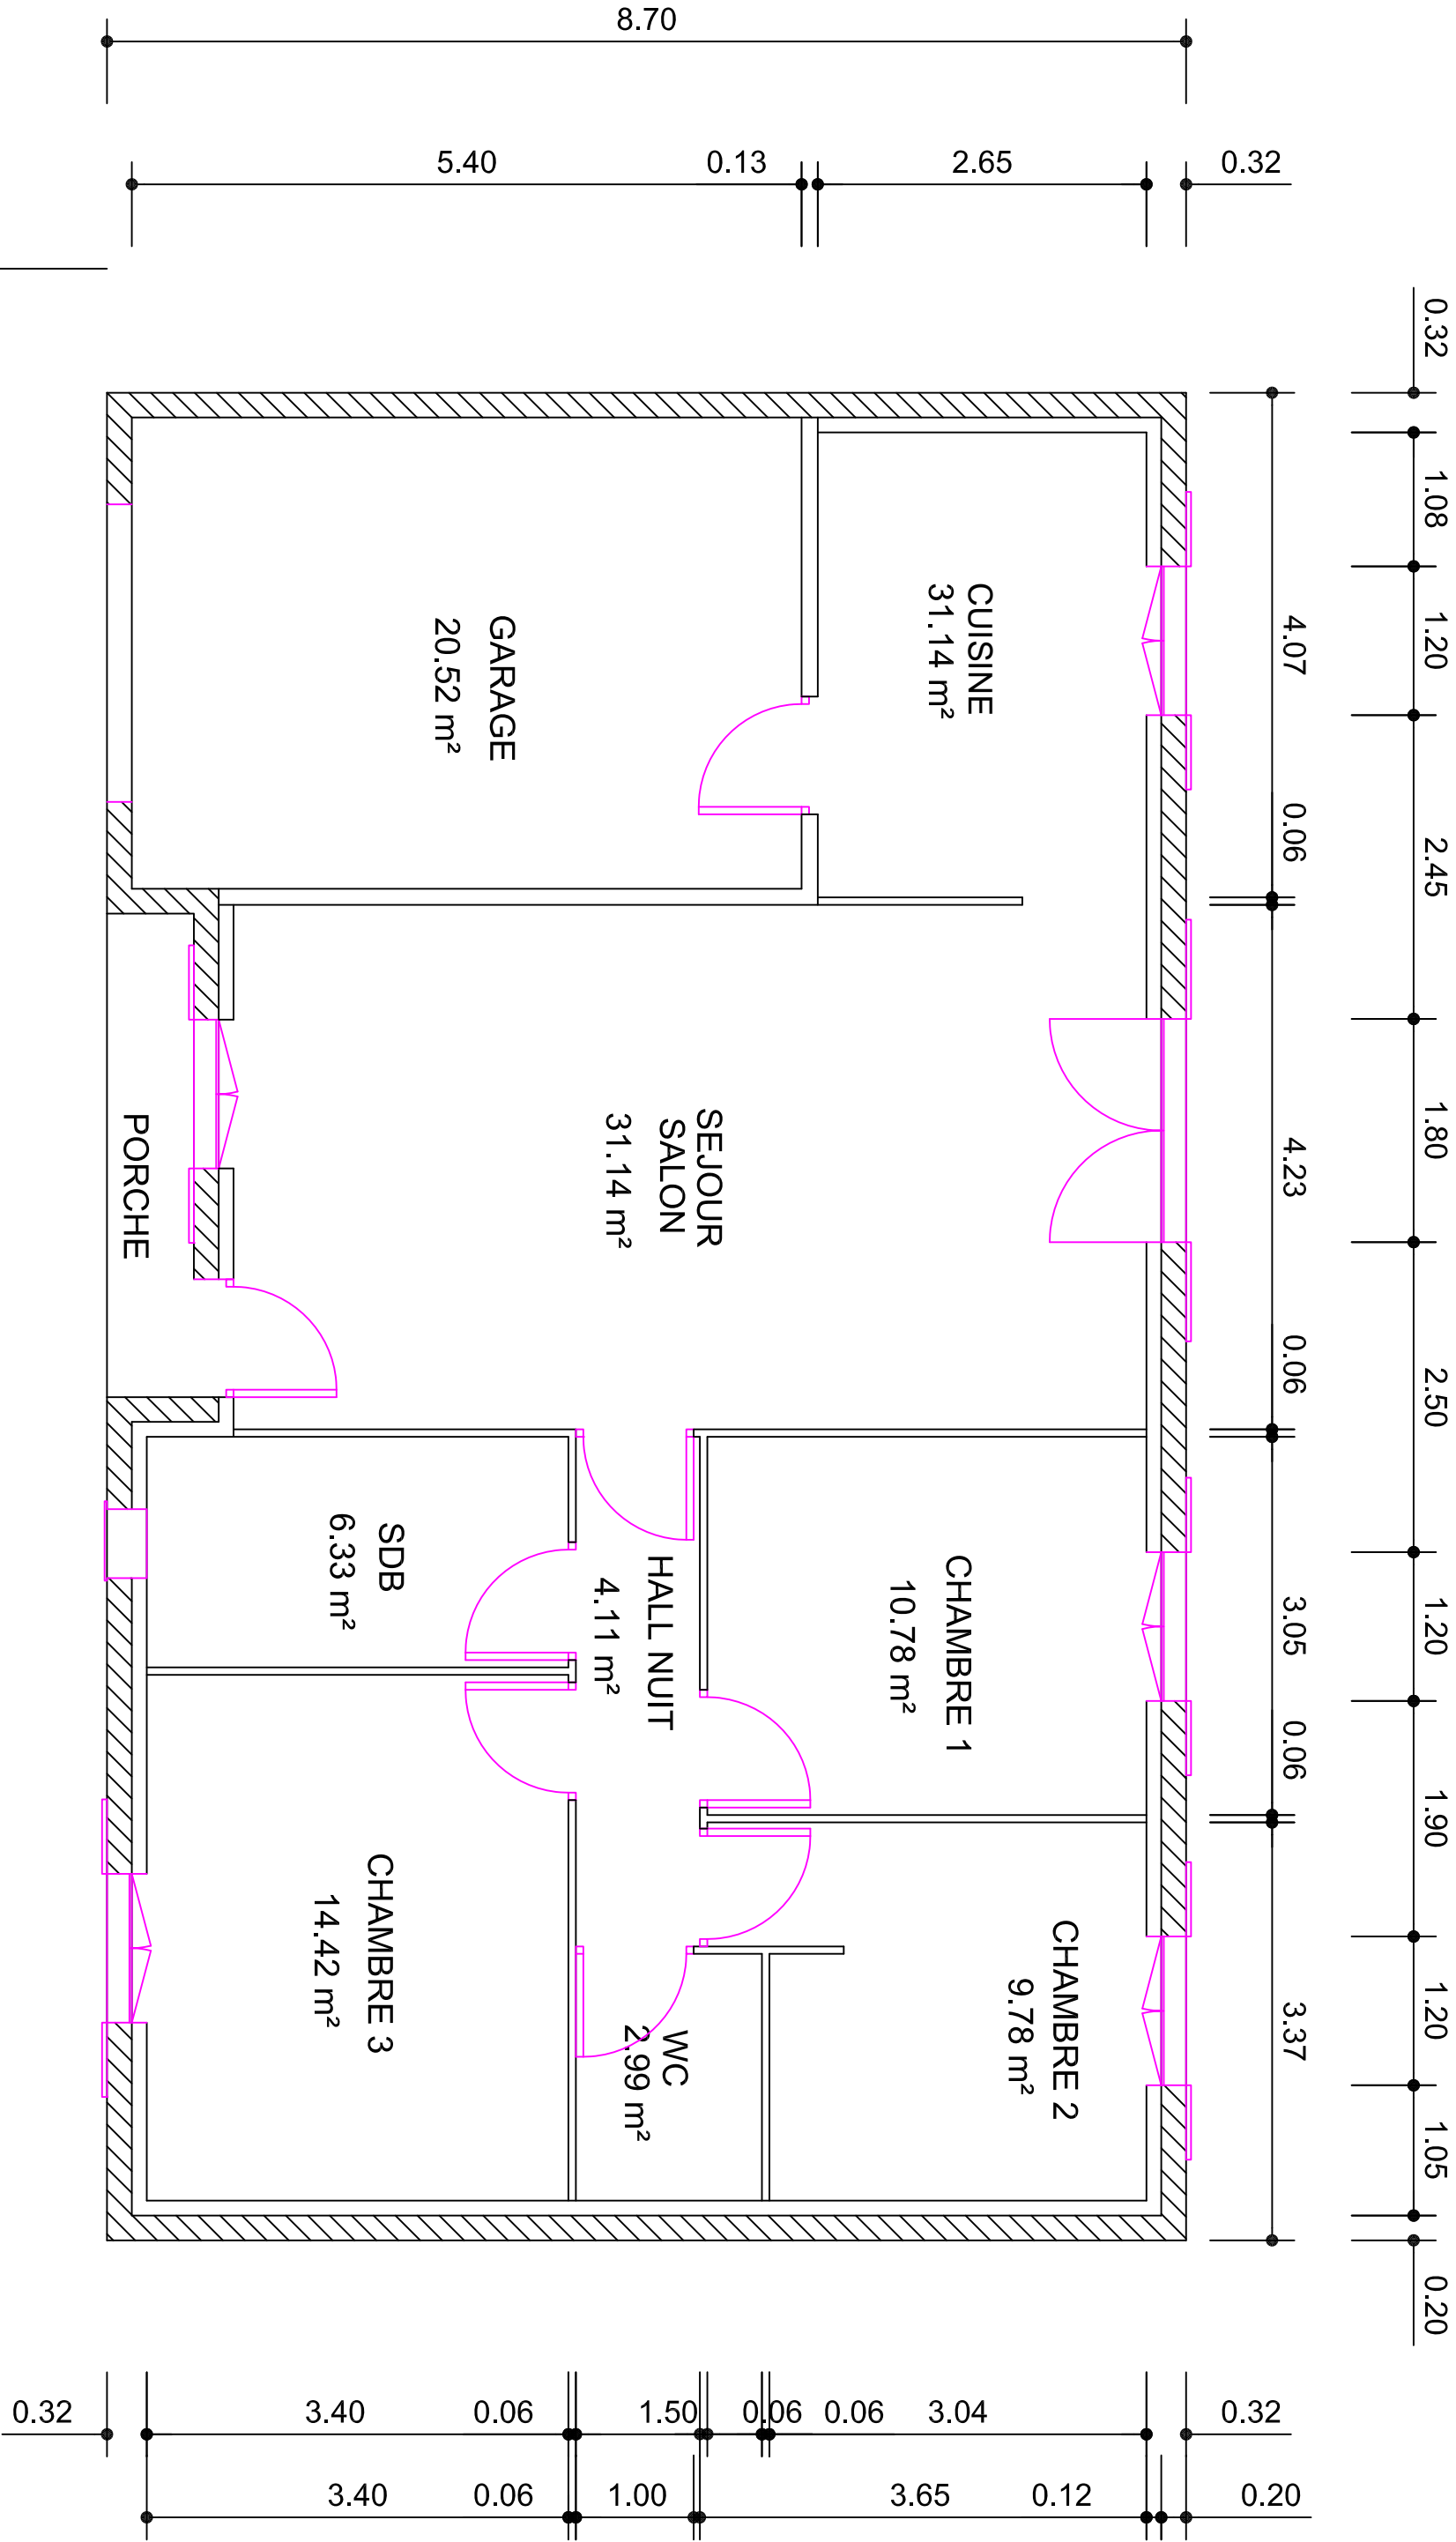 8.70
5.40
0.13
2.65
0.32
0.32
1.08
1.20
2.45
1.80
2.50
1.20
1.90
1.20
1.05
0.20
4.07
0.06
4.23
0.06
3.05
0.06
3.37
CUISINE
31.14 m²
GARAGE
20.52 m²
SEJOUR
SALON
31.14 m²
PORCHE
SDB
6.33 m²
HALL NUIT
4.11 m²
CHAMBRE 1
10.78 m²
CHAMBRE 2
9.78 m²
WC
2.99 m²
CHAMBRE 3
14.42 m²
0.32
3.40
0.06
1.50
0.06
0.06
3.04
0.32
3.40
0.06
1.00
3.65
0.12
0.20